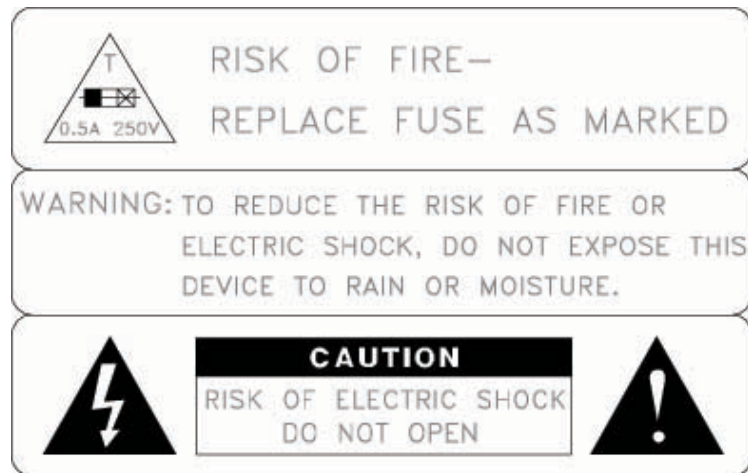 T
0.5A 250V
RISK OF FIRE-
REPLACE FUSE AS MARKED
WARNING: TO REDUCE THE RISK OF FIRE OR
ELECTRIC SHOCK, DO NOT EXPOSE THIS
DEVICE TO RAIN OR MOISTURE.
CAUTION
RISK OF ELECTRIC SHOCK
DO NOT OPEN